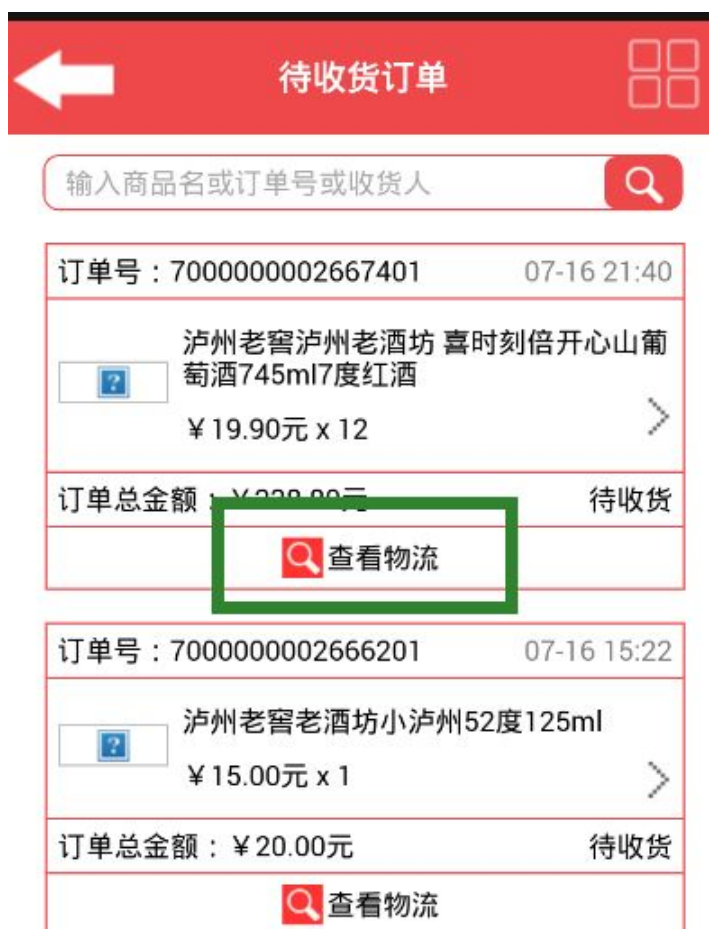 待收货订单
输入商品名或订单号或收货人
订单号：7000000002667401 07-16 21:40
泸州老窖泸州老酒坊 喜时刻倍开心山葡
萄酒745ml7度红酒
￥19.90元 x 12
订单总金额： 待收货
查看物流
订单号：7000000002666201 07-16 15:22
泸州老窖老酒坊小泸州52度125ml
￥15.00元 x 1
订单总金额：￥20.00元 待收货
查看物流